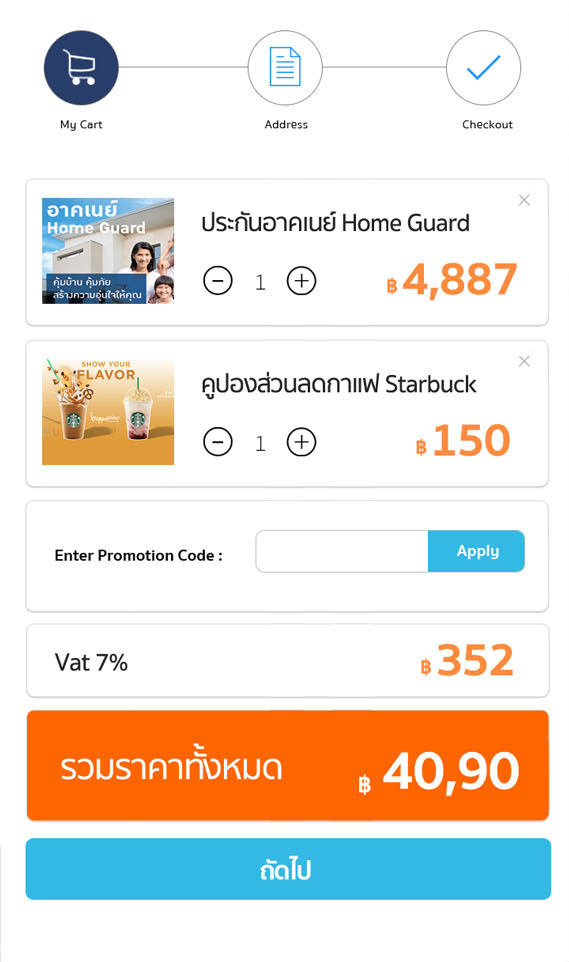 My Cart
Address
Checkout
อาคเนย์
Home Guard
คุ้มบ้าน คุ้มภัย
สร้างความอุ่นใจให้คุณ
ประกันอาคเนย์ Home Guard
1
฿ 4,887
SHOW YOUR
FLAVOR
คูปองส่วนลดกาแฟ Starbuck
1
฿ 150
Enter Promotion Code :
Apply
Vat 7%
฿ 352
รวมราคาทั้งหมด
฿ 40,90
ถัดไป